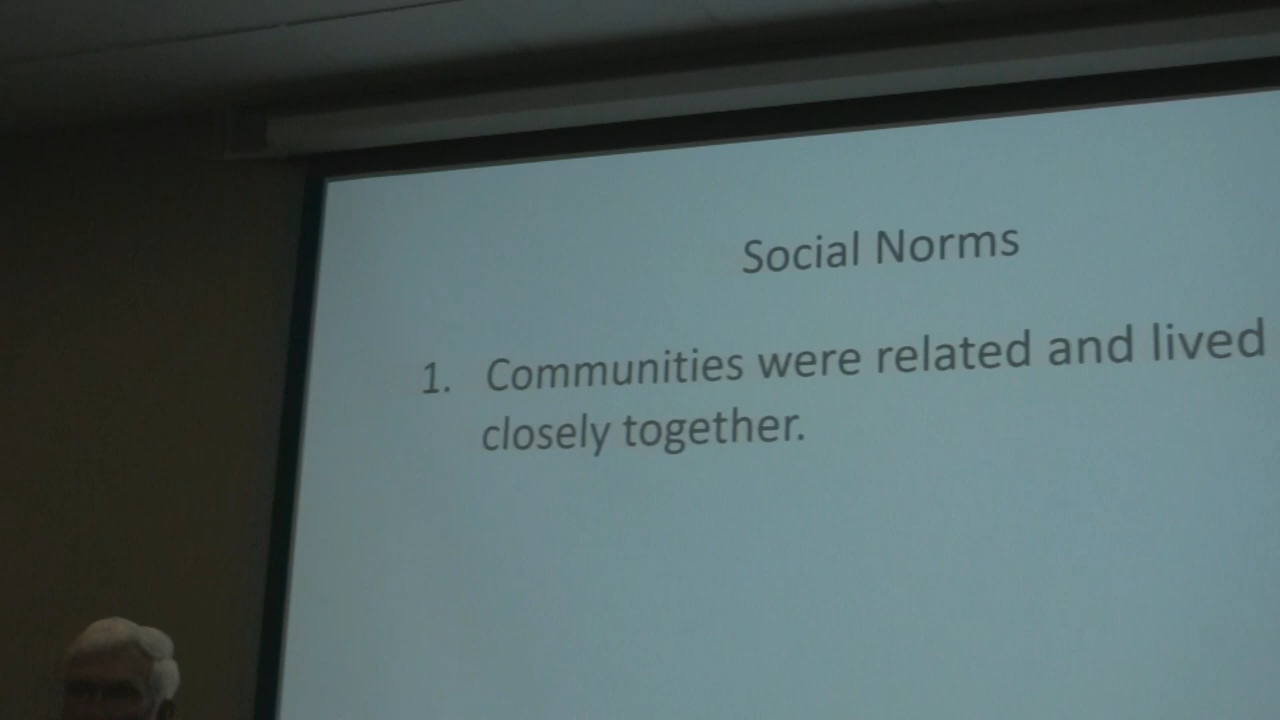 Social Norms
1. Communities were related and lived
closely together.